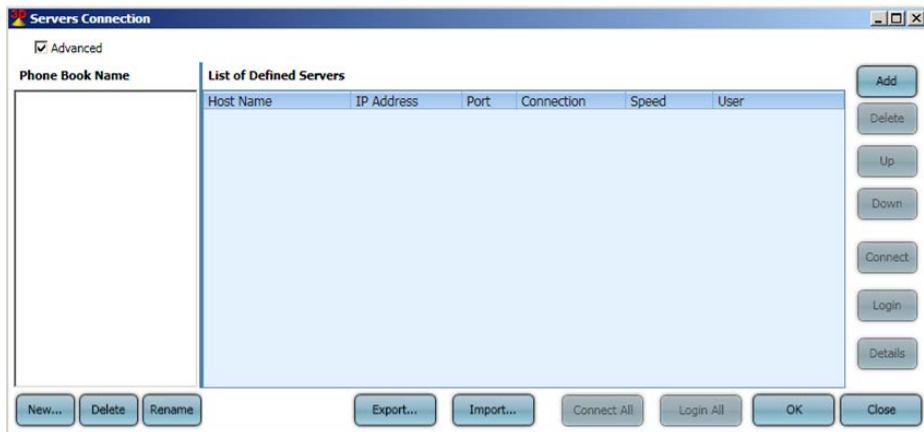 Servers Connection
Advanced
Phone Book Name
List of Defined Servers
Host Name IP Address Port Connection Speed User
Add
Delete
Up
Down
Connect
Login
Details
New... Delete Rename Export... Import... Connect All Login All OK Close